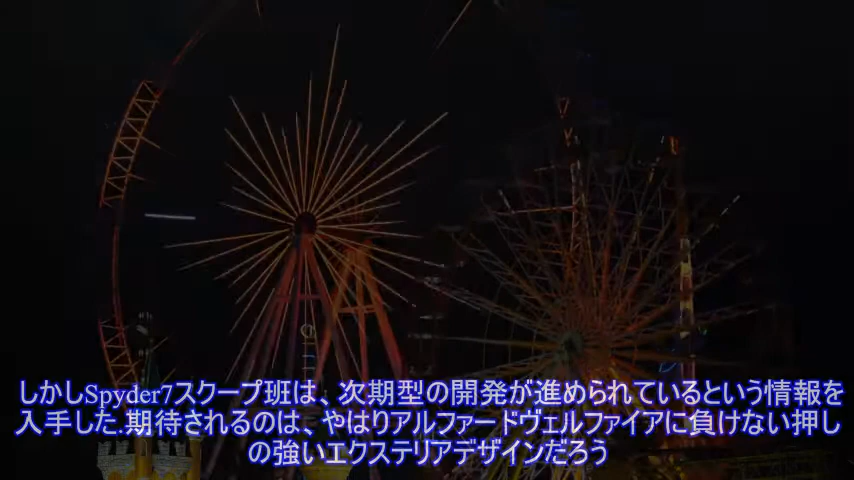 しかしSpyder7スクープ班は、次期型の開発が進められているという情報を
入手した.期待されるのは、やはりアルファードヴェルファイアに負けない押し
の強いエクステリアデザインだろう